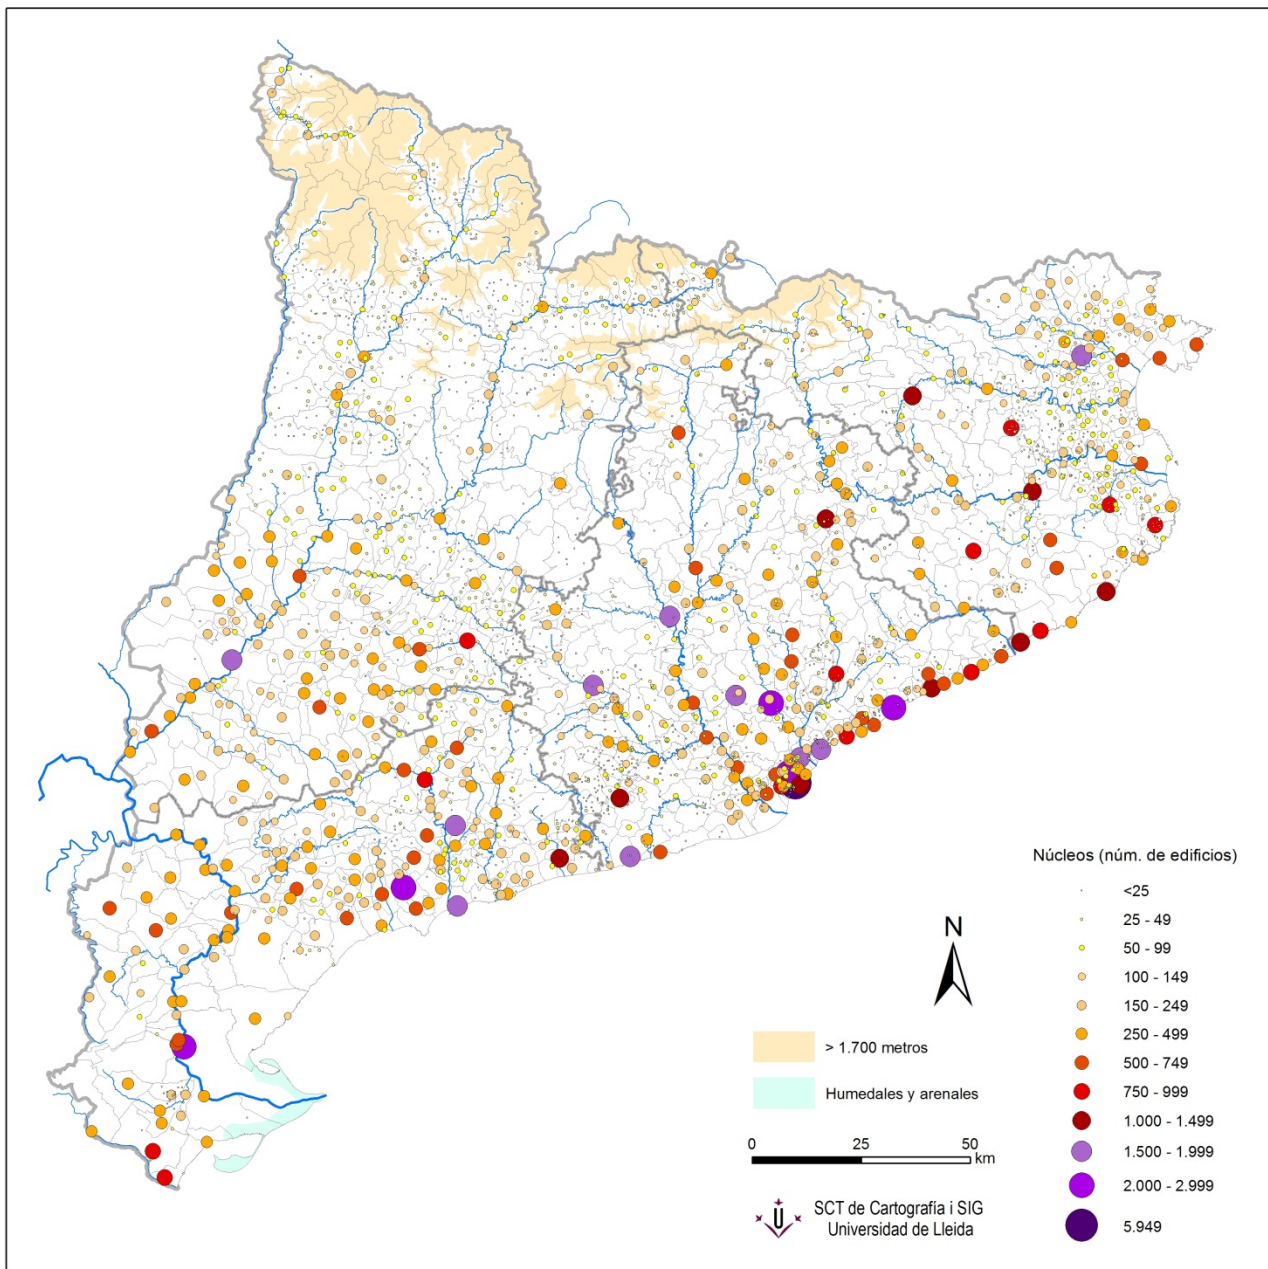 Núcleos (núm. de edificios)
<25
25 - 49
50 - 99
100 - 149
150 - 249
250 - 499
500 - 749
750 - 999
1.000 - 1.499
1.500 - 1.999
2.000 - 2.999
5.949
N
> 1.700 metros
Humedales y arenales
0 25 50
km
U
SCT de Cartografía i SIG
Universidad de Lleida